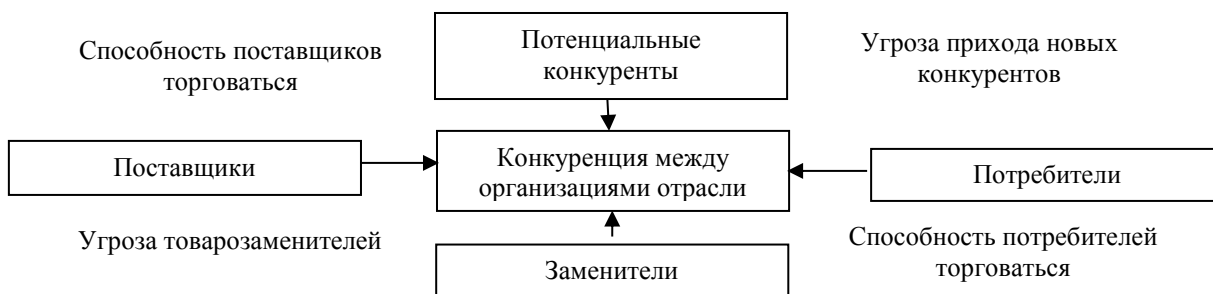 Способность поставщиков
торговаться
Потенциальные
конкуренты
Угроза прихода новых
конкурентов
Поставщики
Конкуренция между
организациями отрасли
Потребители
Угроза товарозаменителей
Заменители
Способность потребителей
торговаться